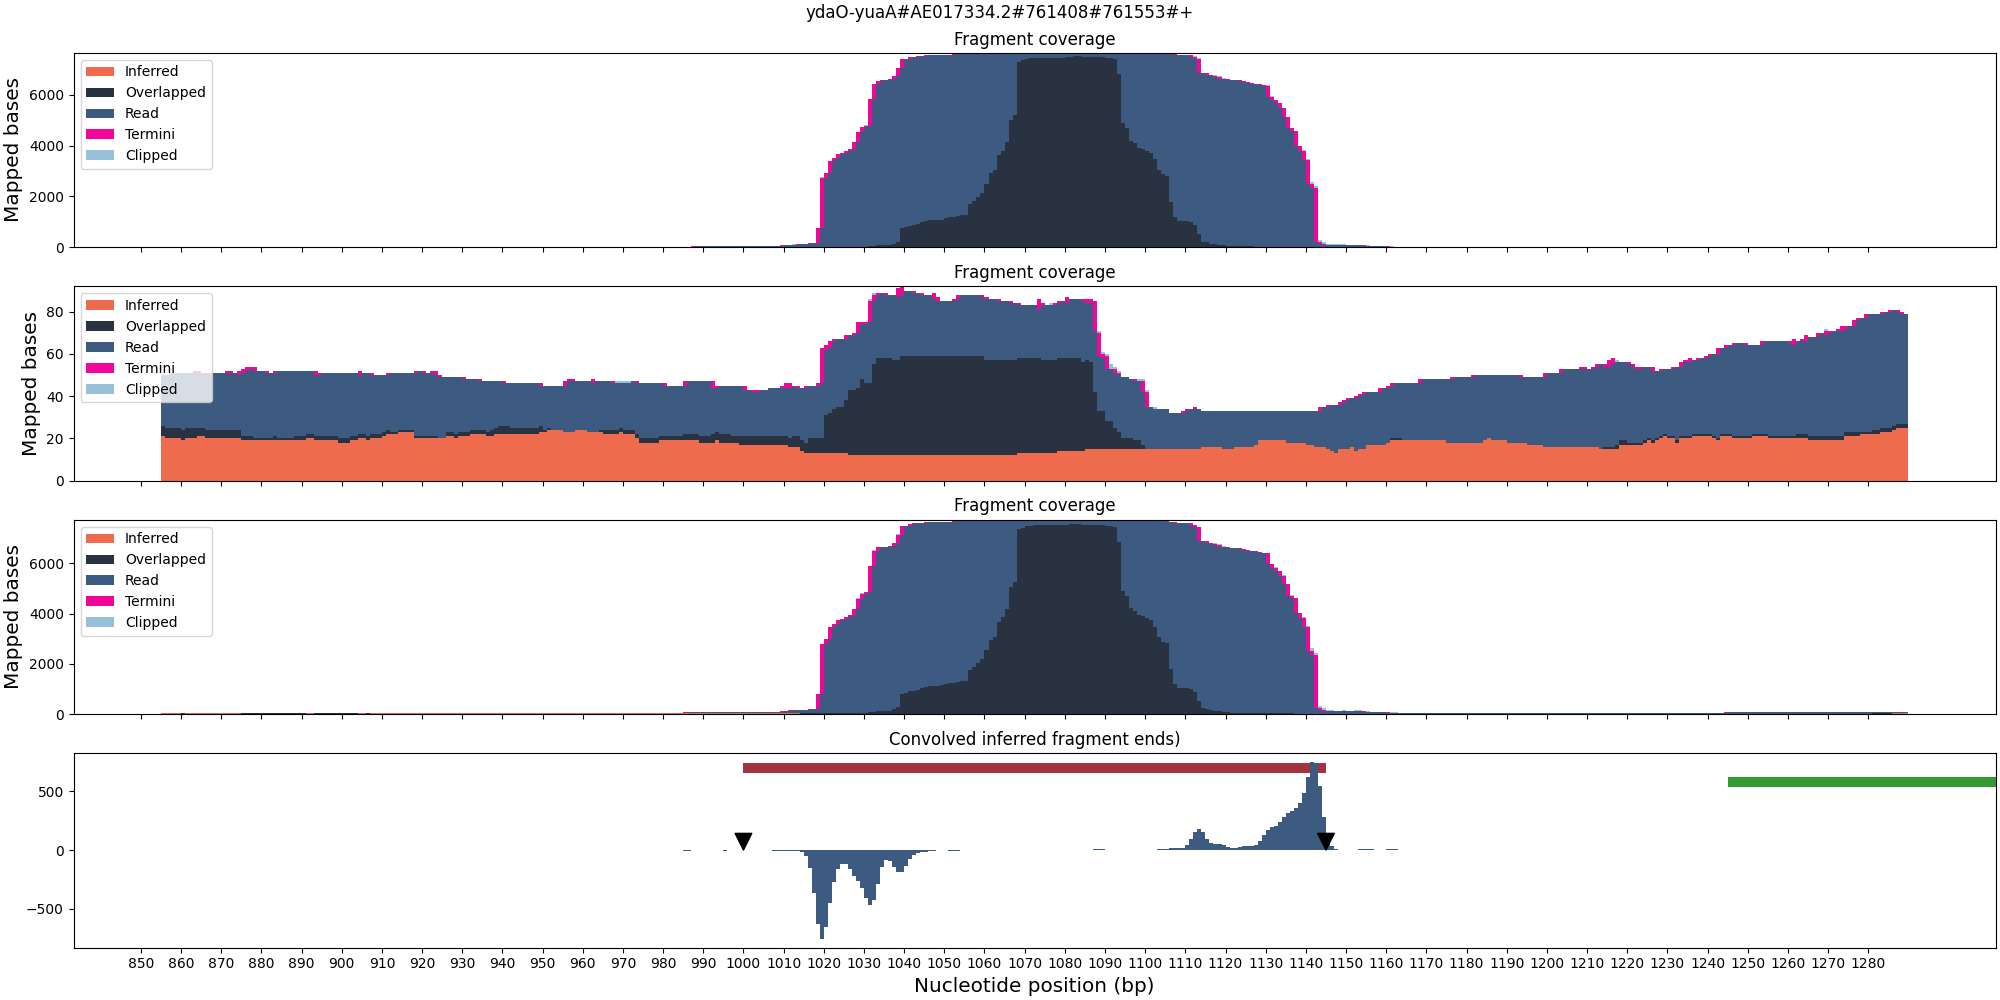 ydaO-yuaA#AE017334.2#761408#761553#+
Fragment coverage
Mapped bases
6000
4000
2000
0
Inferred
Overlapped
Read
Termini
Clipped
Fragment coverage
Mapped bases
80
60
40
20
0
Inferred
Overlapped
Read
Termini
Clipped
Fragment coverage
Mapped bases
6000
4000
2000
0
Inferred
Overlapped
Read
Termini
Clipped
Convolved inferred fragment ends)
500
0
−500
850 860 870 880 890 900 910 920 930 940 950 960 970 980 990 1000 1010 1020 1030 1040 1050 1060 1070 1080 1090 1100 1110 1120 1130 1140 1150 1160 1170 1180 1190 1200 1210 1220 1230 1240 1250 1260 1270 1280
Nucleotide position (bp)